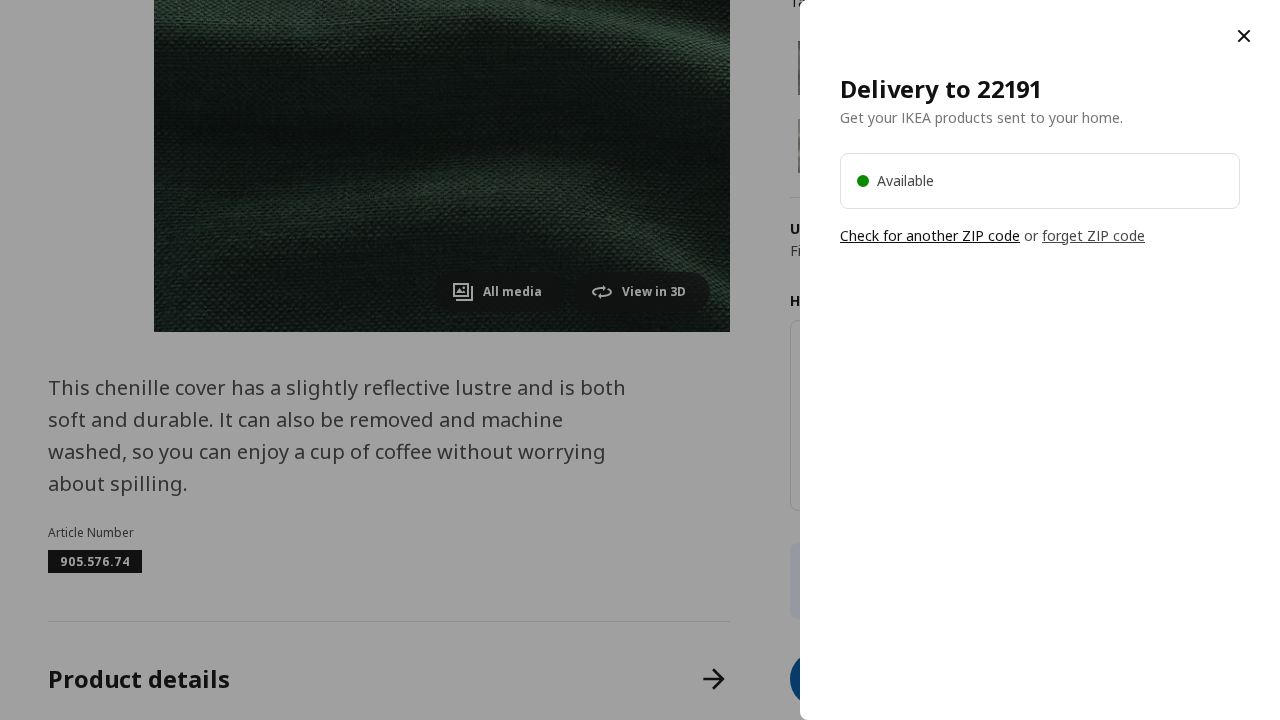 Delivery to 22191
Get your IKEA products sent to your home.
Available
Check for another ZIP code or forget ZIP code
All media
View in 3D
This chenille cover has a slightly reflective lustre and is both
soft and durable. It can also be removed and machine
washed, so you can enjoy a cup of coffee without worrying
about spilling.
Article Number
905.576.74
Product details